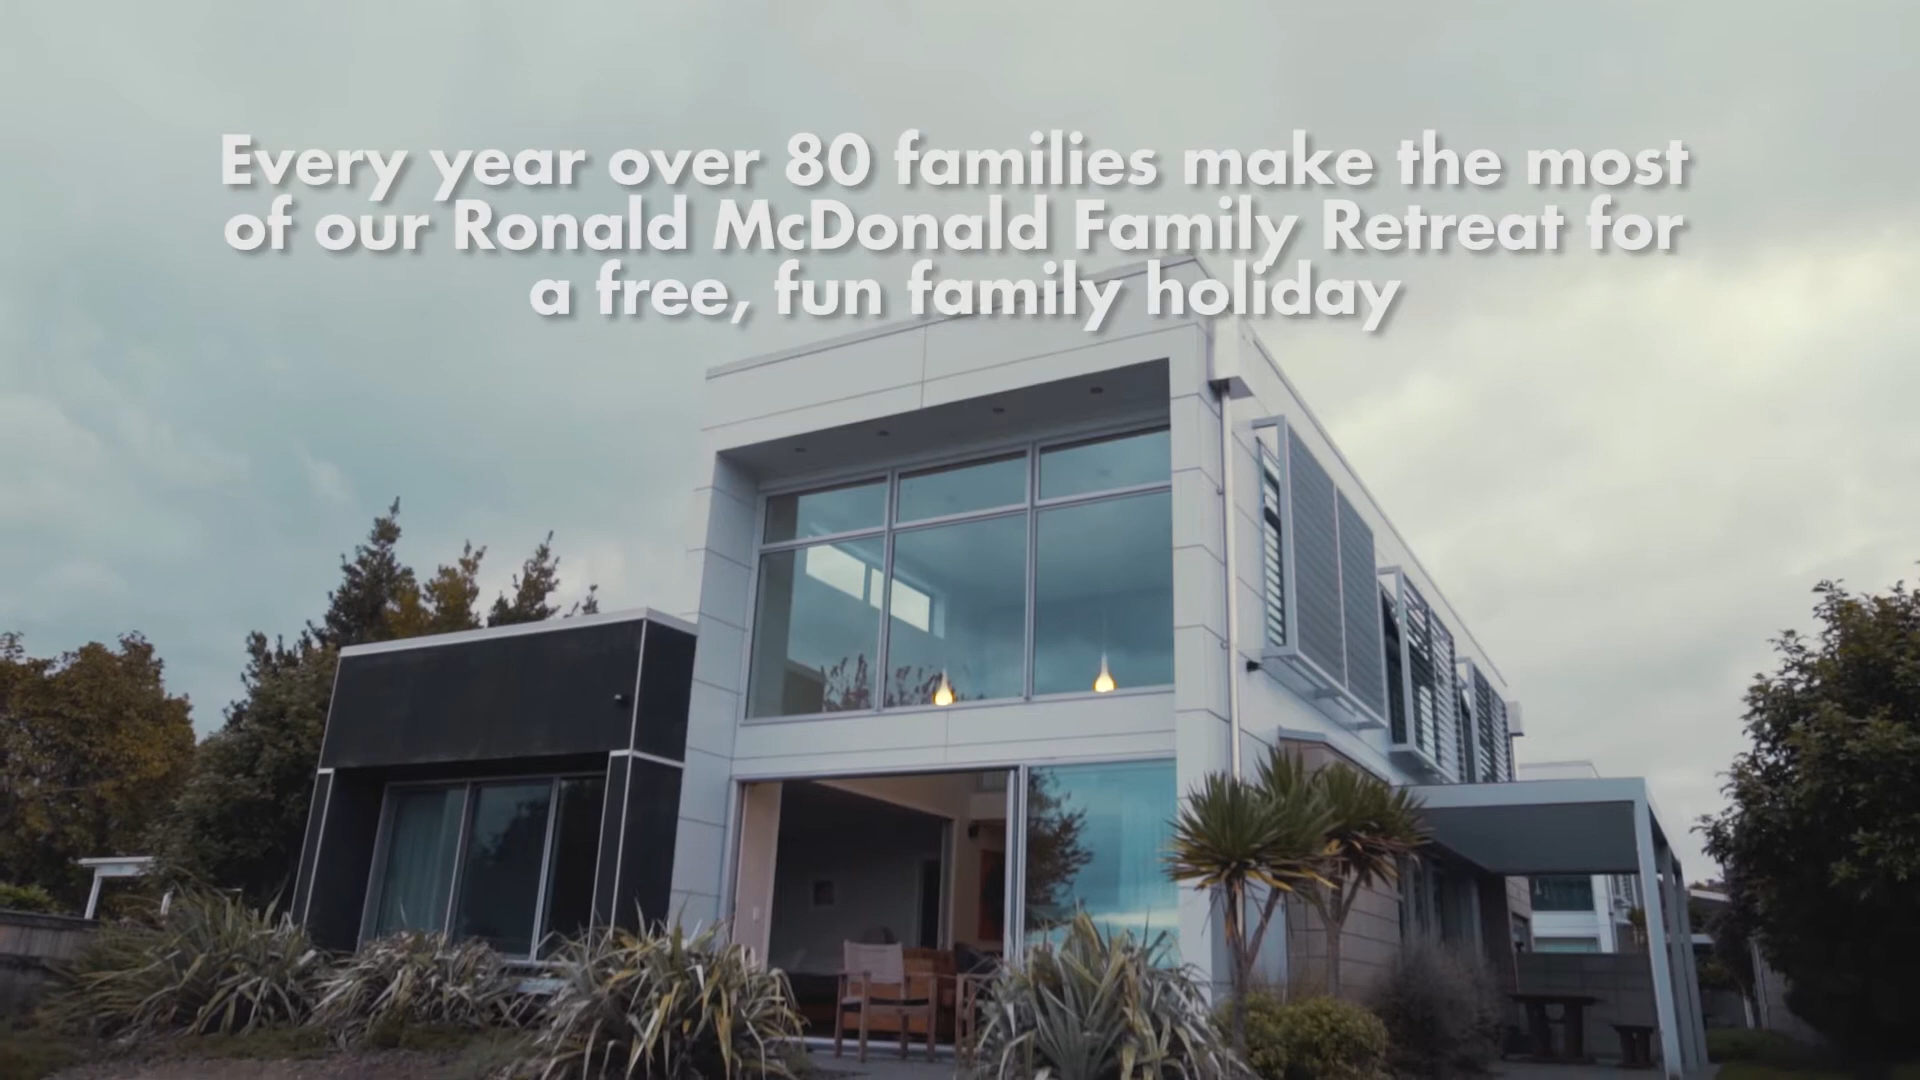 Every year over 80 families make the most
of our Ronald McDonald Family Retreat for
a free, fun family holiday